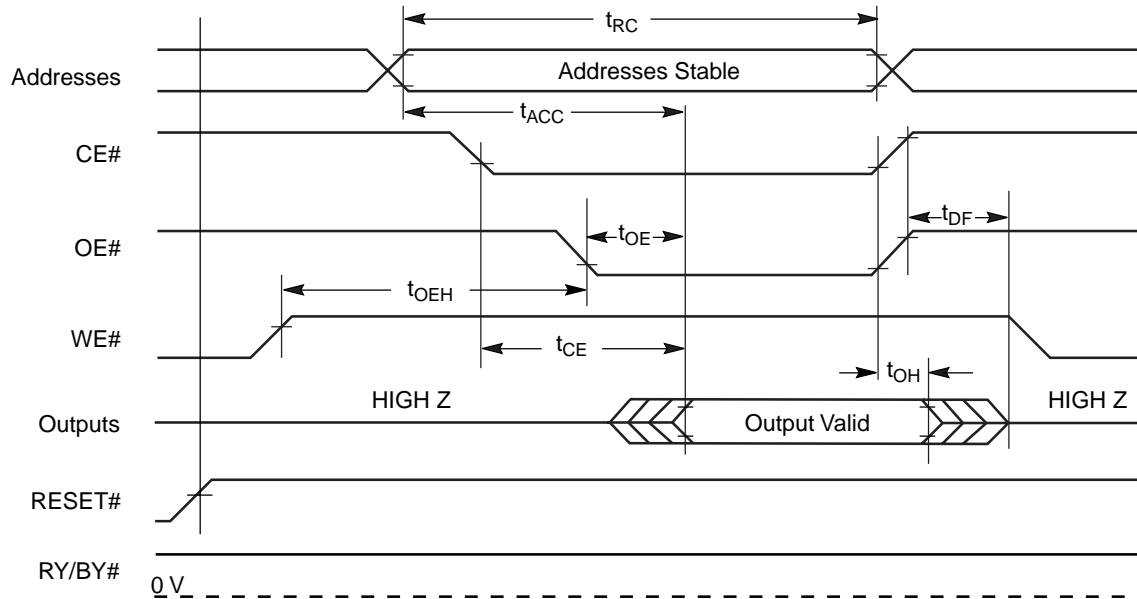 tRC
Addresses
Addresses Stable
tACC
CE#
tDF
OE#
tOE
tOEH
WE#
tCE
tOH
HIGH Z
HIGH Z
Outputs
Output Valid
RESET#
RY/BY#
0 V